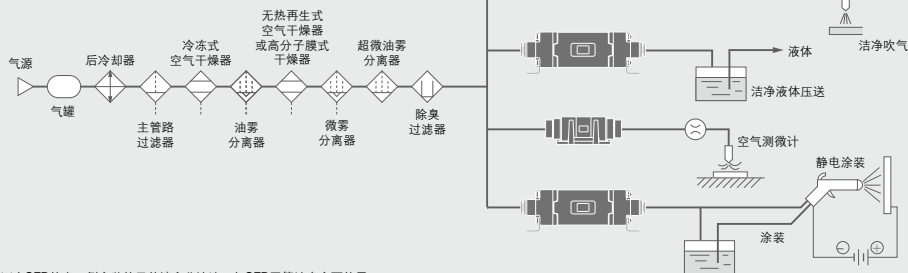 气源
气罐
后冷却器
主管路
过滤器
冷冻式
空气干燥器
油雾
分离器
无热再生式
空气干燥器
或高分子膜式
干燥器
微雾
分离器
超微油雾
分离器
除臭
过滤器
洁净吹气
液体
洁净液体压送
空气测微计
静电涂装
涂装